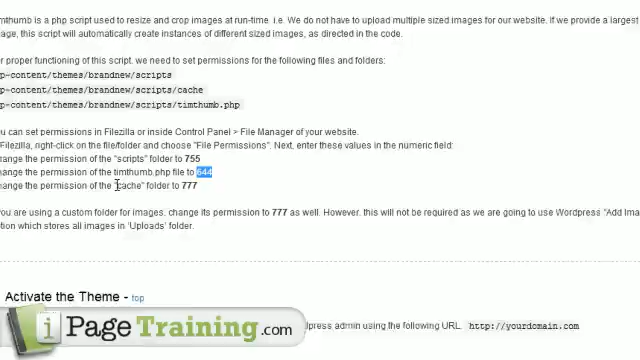 mthumb is a php script used to resize and crop images at run-time. i.e. We do not have to upload multiple sized images for our website. If we provide a largest
page, this script will automatically create instances of different sized images, as directed in the code.
r proper functioning of this script, we need to set permissions for the following files and folders:
p-content/themes/brandnew/scripts
p-content/themes/brandnew/scripts/cache
p-content/themes/brandnew/scripts/timthumb.php
ou can set permissions in Filezilla or inside Control Panel > File Manager of your website.
Filezilla, right-click on the file/folder and choose "File Permissions". Next, enter these values in the numeric field:
hange the permission of the "scripts" folder to 755
hange the permission of the timthumb.php file to 644
hange the permission of the "cache" folder to 777
you are using a custom folder for images, change its permission to 777 as well. However, this will not be required as we are going to use Wordpress "Add Ima
ption which stores all images in 'Uploads' folder.
Activate the Theme - top
dpress admin using the following URL. http://yourdomain.com
i Page Training.com